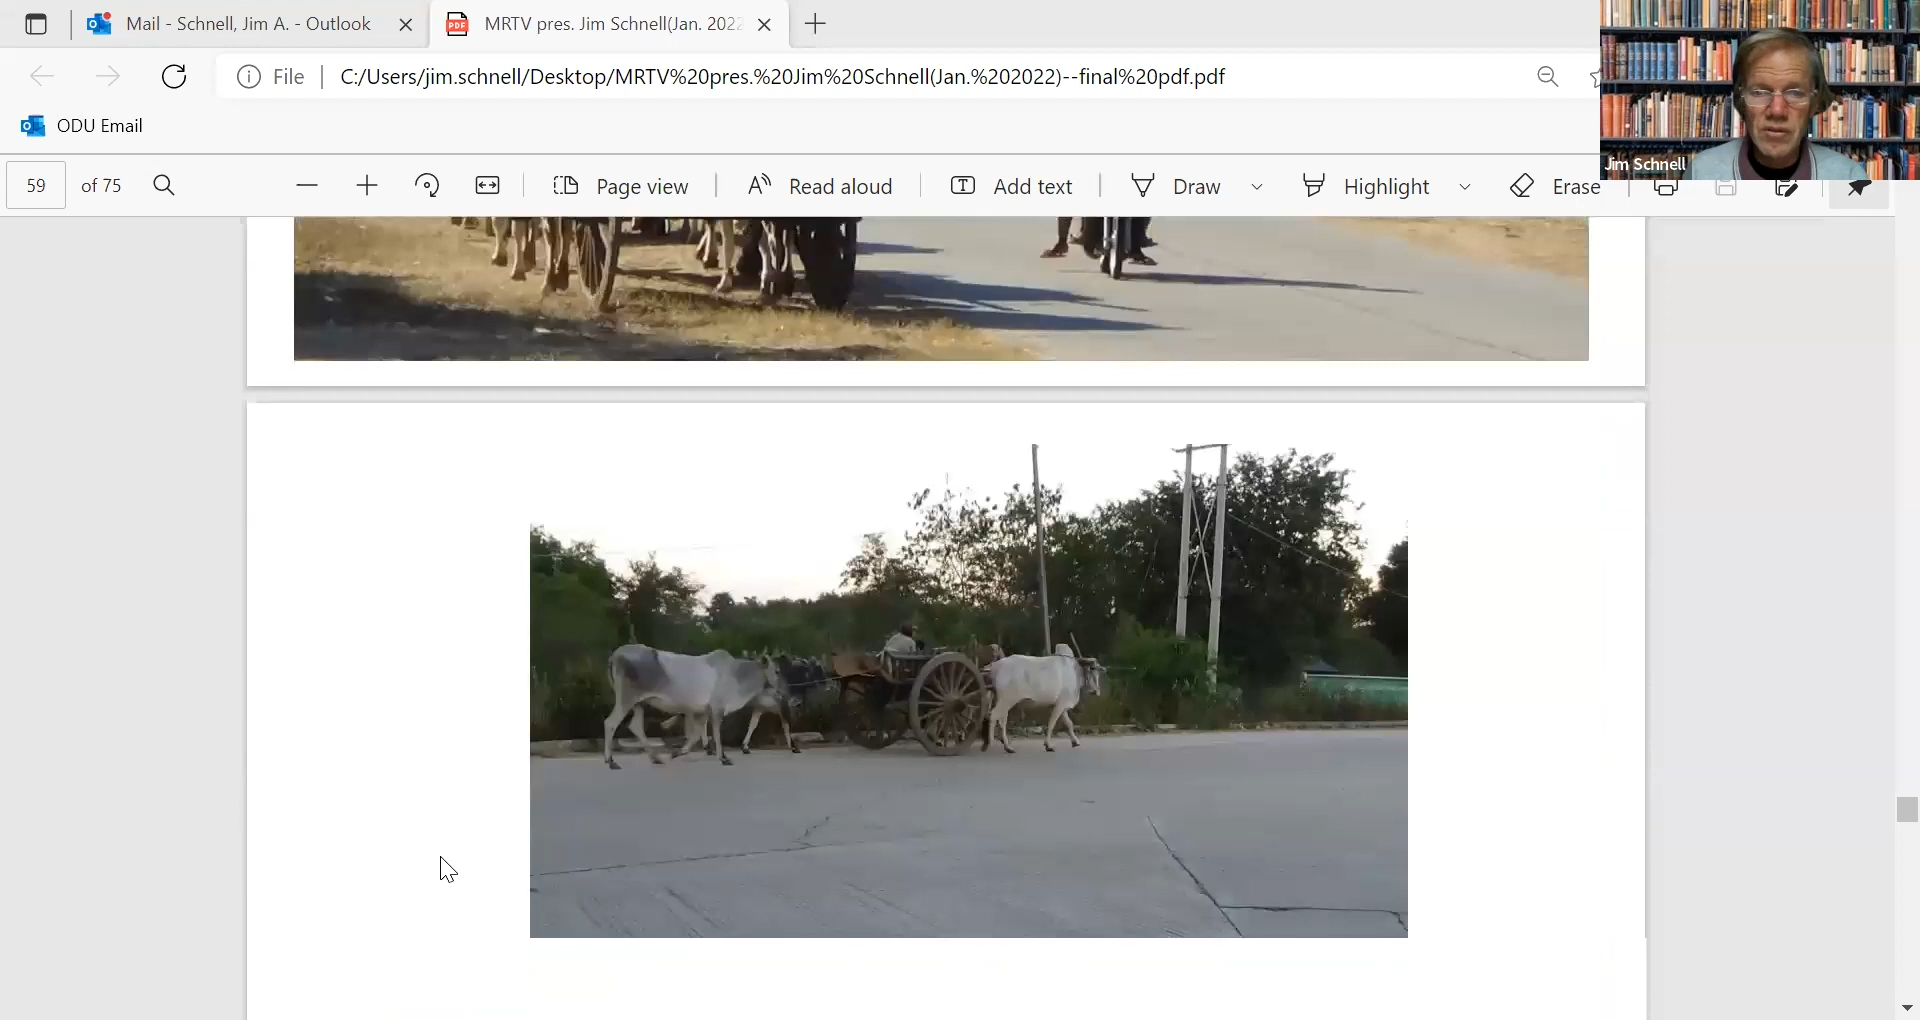 Mail - Schnell, Jim A. - Outlook
PDF
MRTV pres. Jim Schnell(Jan. 2022
File
C:/Users/jim.schnell/Desktop/MRTV%20pres.%20Jim%20Schnell(Jan.%202022)--final%20pdf.pdf
ODU Email
Jim Schnell
59 of 75
Page view
Read aloud
Add text
Draw
Highlight
Erase